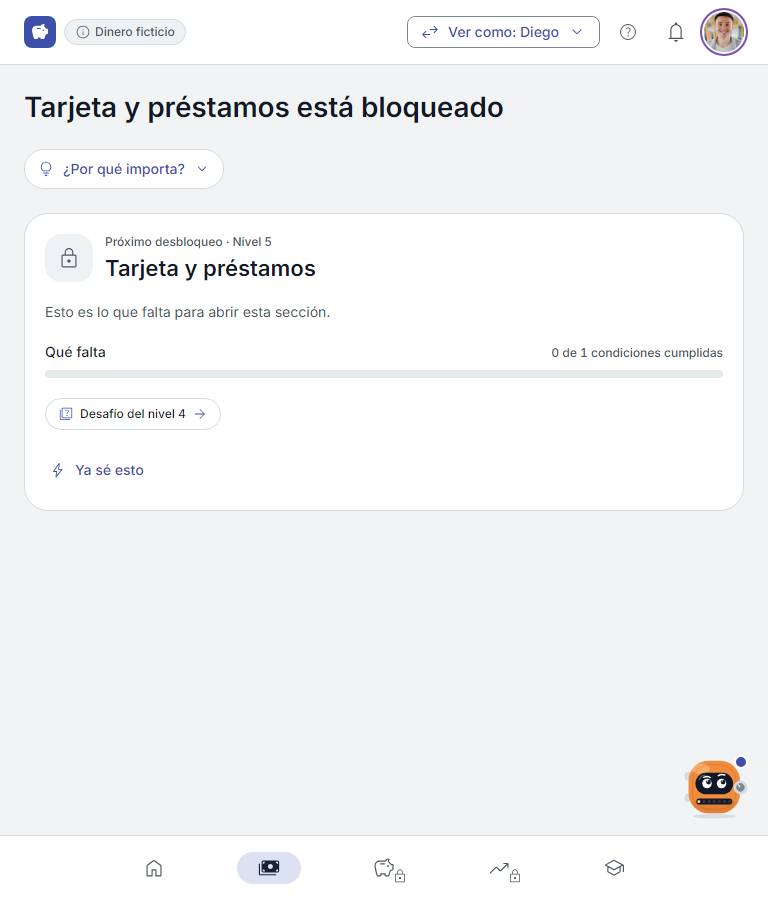 Dinero ficticio
Ver como: Diego
Tarjeta y préstamos está bloqueado
¿Por qué importa?
Próximo desbloqueo · Nivel 5
Tarjeta y préstamos
Esto es lo que falta para abrir esta sección.
Qué falta
0 de 1 condiciones cumplidas
Desafío del nivel 4
Ya sé esto